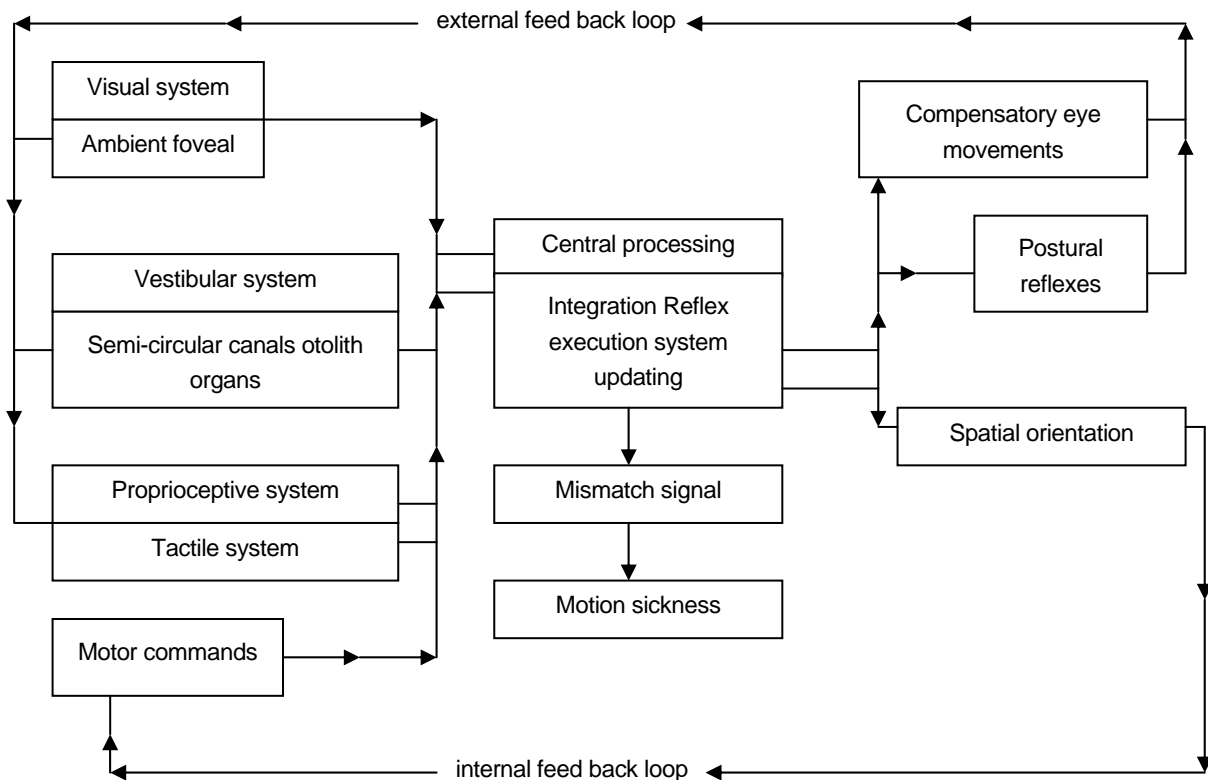 external feed back loop
Visual system
Ambient foveal
Vestibular system
Semi-circular canals otolith
organs
Proprioceptive system
Tactile system
Motor commands
Central processing
Integration Reflex
execution system
updating
Mismatch signal
Motion sickness
Compensatory eye
movements
Postural
reflexes
Spatial orientation
internal feed back loop